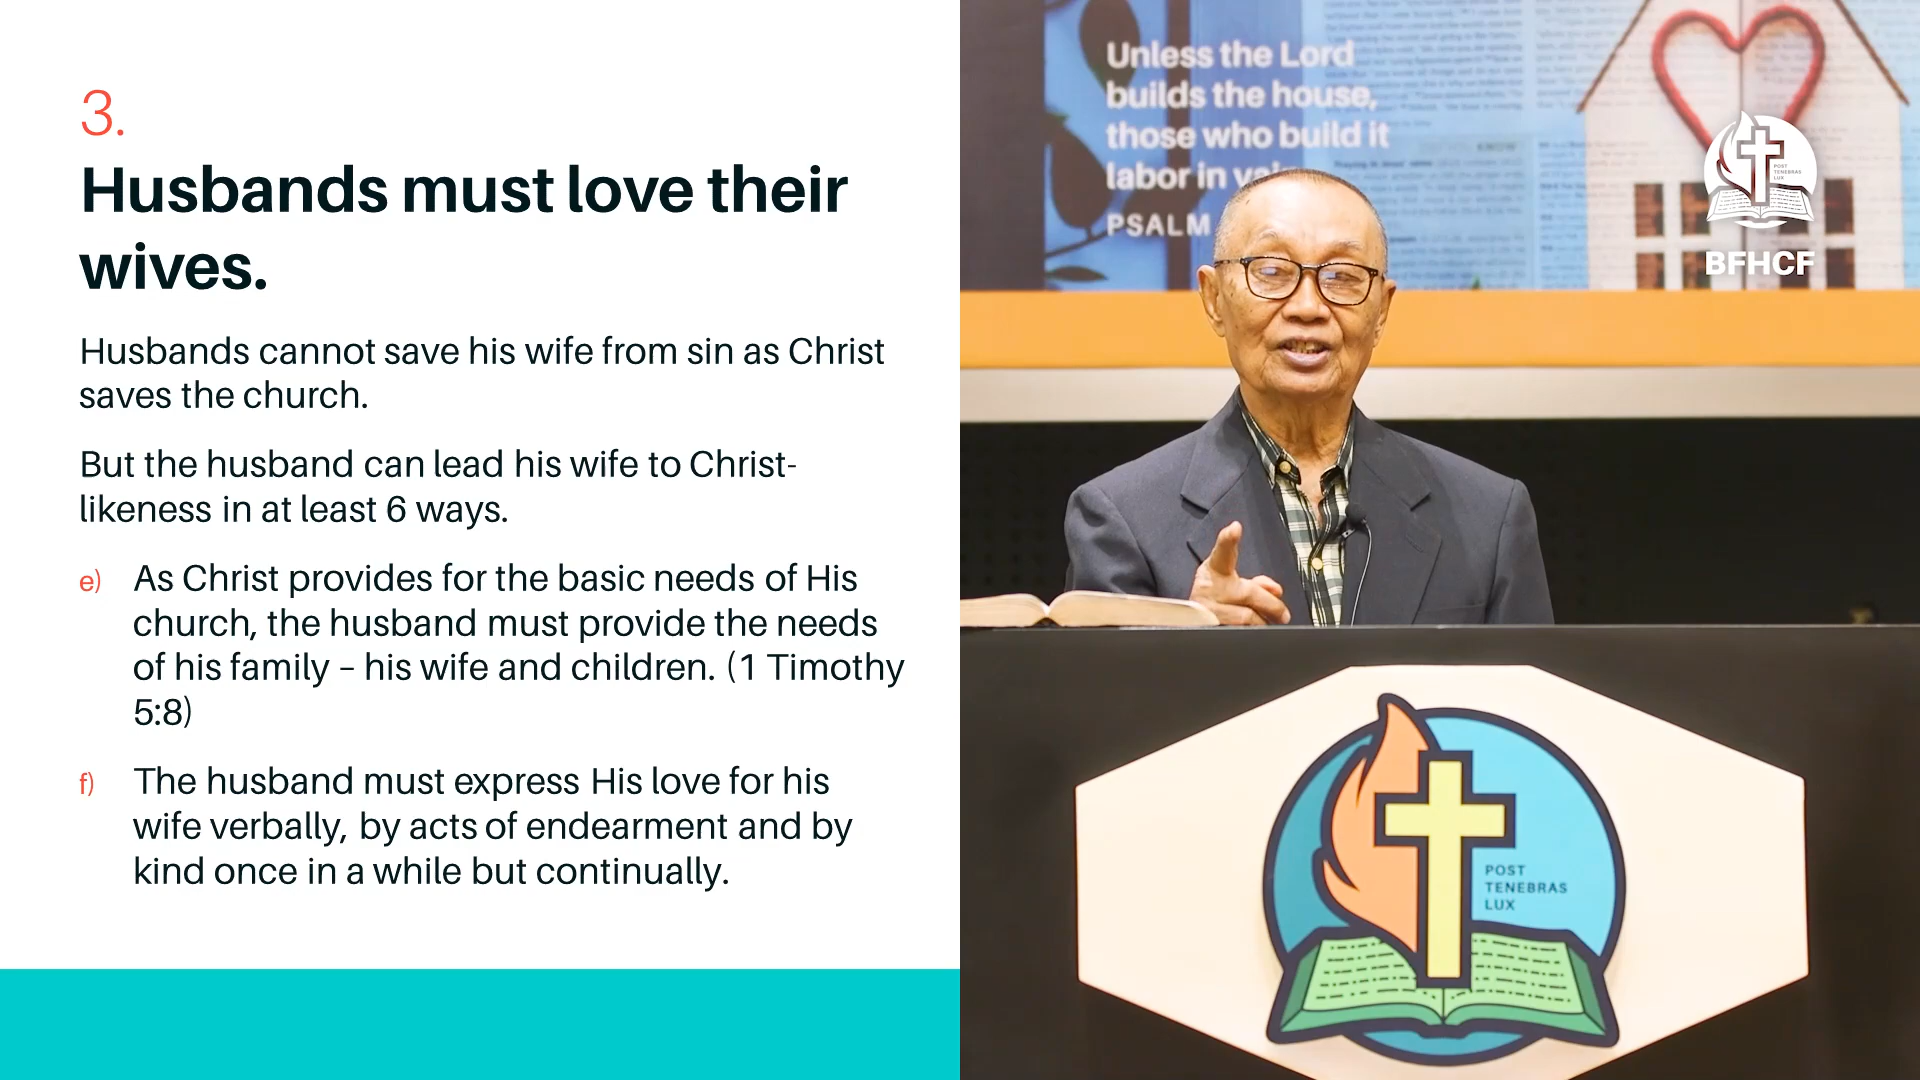 3.
Husbands must love their
wives.
Husbands cannot save his wife from sin as Christ
saves the church.
But the husband can lead his wife to Christ-
likeness in at least 6 ways.
e) As Christ provides for the basic needs of His
church, the husband must provide the needs
of his family – his wife and children. (1 Timothy
5:8)
f) The husband must express His love for his
wife verbally, by acts of endearment and by
kind once in a while but continually.
Unless the Lord
builds the house,
those who build it
labor in
PSALM
POST
TENEBRAS
LUX
BFHCF
POST
TENEBRAS
LUX